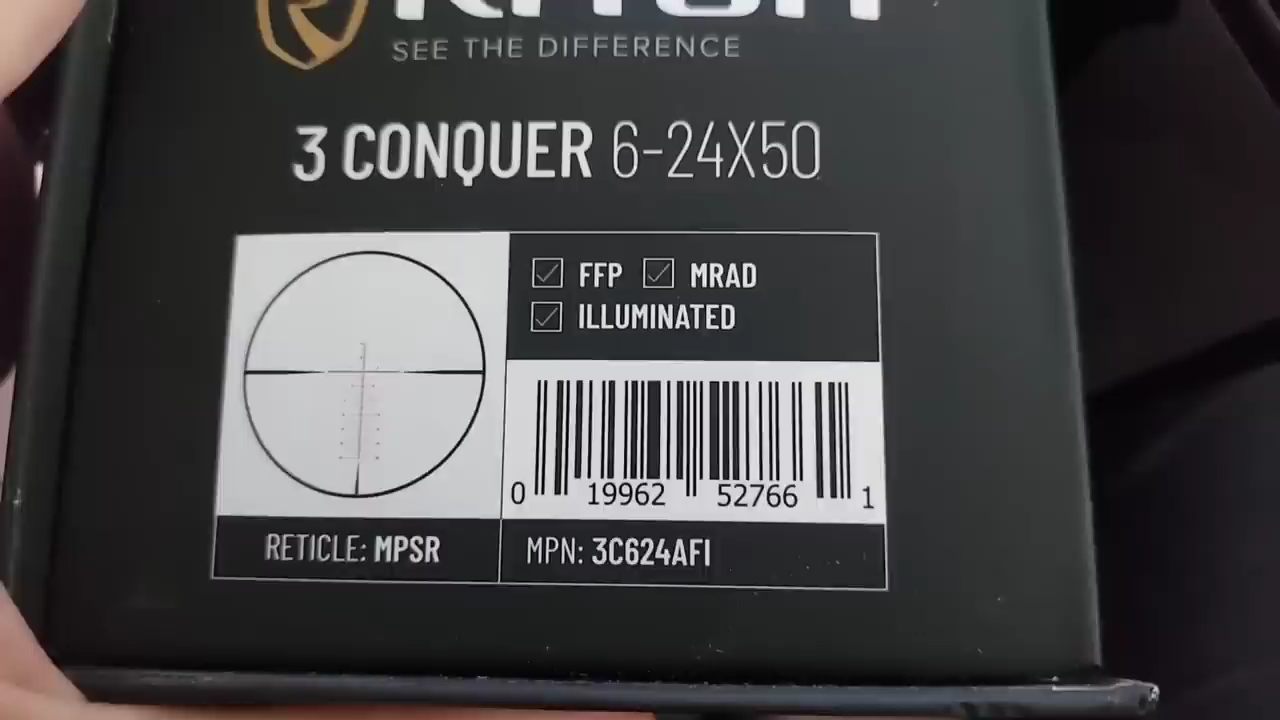 SEE THE DIFFERENCE
3 CONQUER 6-24X50
FFP MRAD
ILLUMINATED
0 19962 52766 1
RETICLE: MPSR
MPN: 3C624AFI